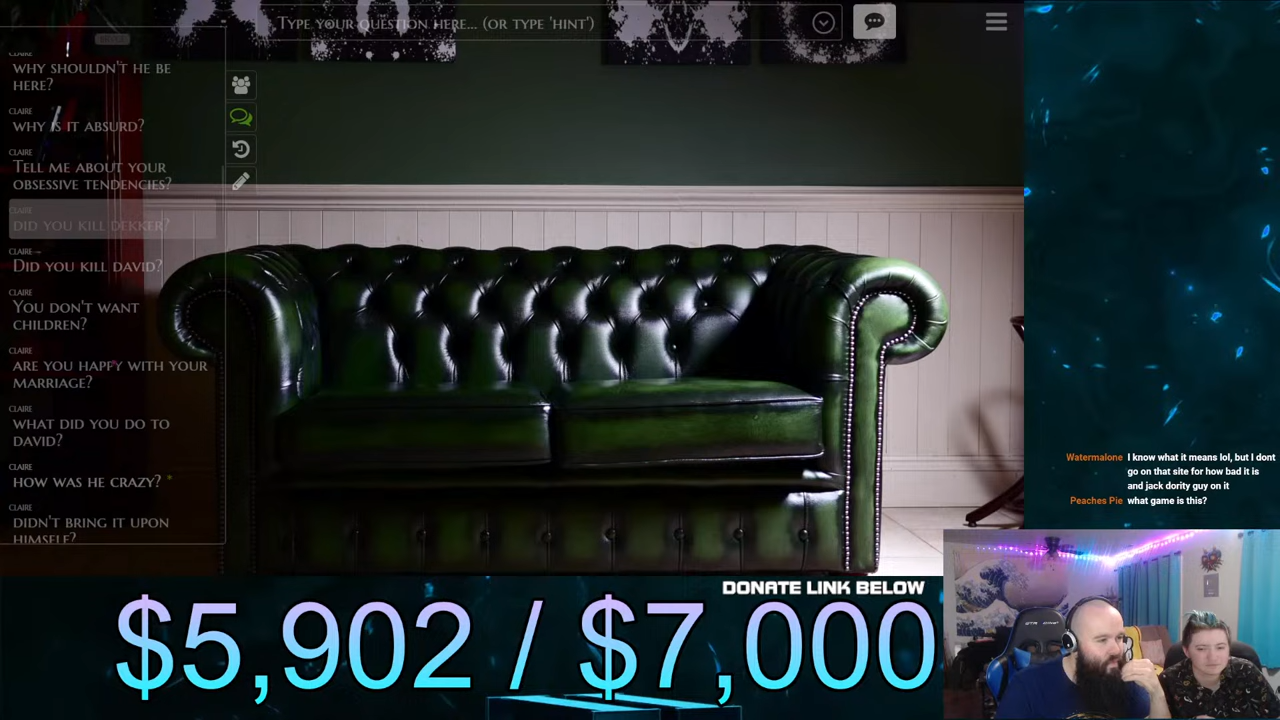 TYPE YOUR QUESTION HERE... (OR TYPE 'HINT')
CLAIRE
WHY SHOULDN'T HE BE
HERE?
CLAIRE
WHY IS IT ABSURD?
CLAIRE
TELL ME ABOUT YOUR
OBSESSIVE TENDENCIES?
CLAIRE
DID YOU KILL DEKKER?
CLAIRE
DID YOU KILL DAVID?
CLAIRE
YOU DON'T WANT
CHILDREN?
CLAIRE
ARE YOU HAPPY WITH YOUR
MARRIAGE?
CLAIRE
WHAT DID YOU DO TO
DAVID?
CLAIRE
HOW WAS HE CRAZY? *
CLAIRE
DIDN'T BRING IT UPON
HIMSELF?
Watermalone I know what it means lol, but I dont
go on that site for how bad it is
and jack dority guy on it
Peaches Pie what game is this?
DONATE LINK BELOW
$5,902 / $7,000